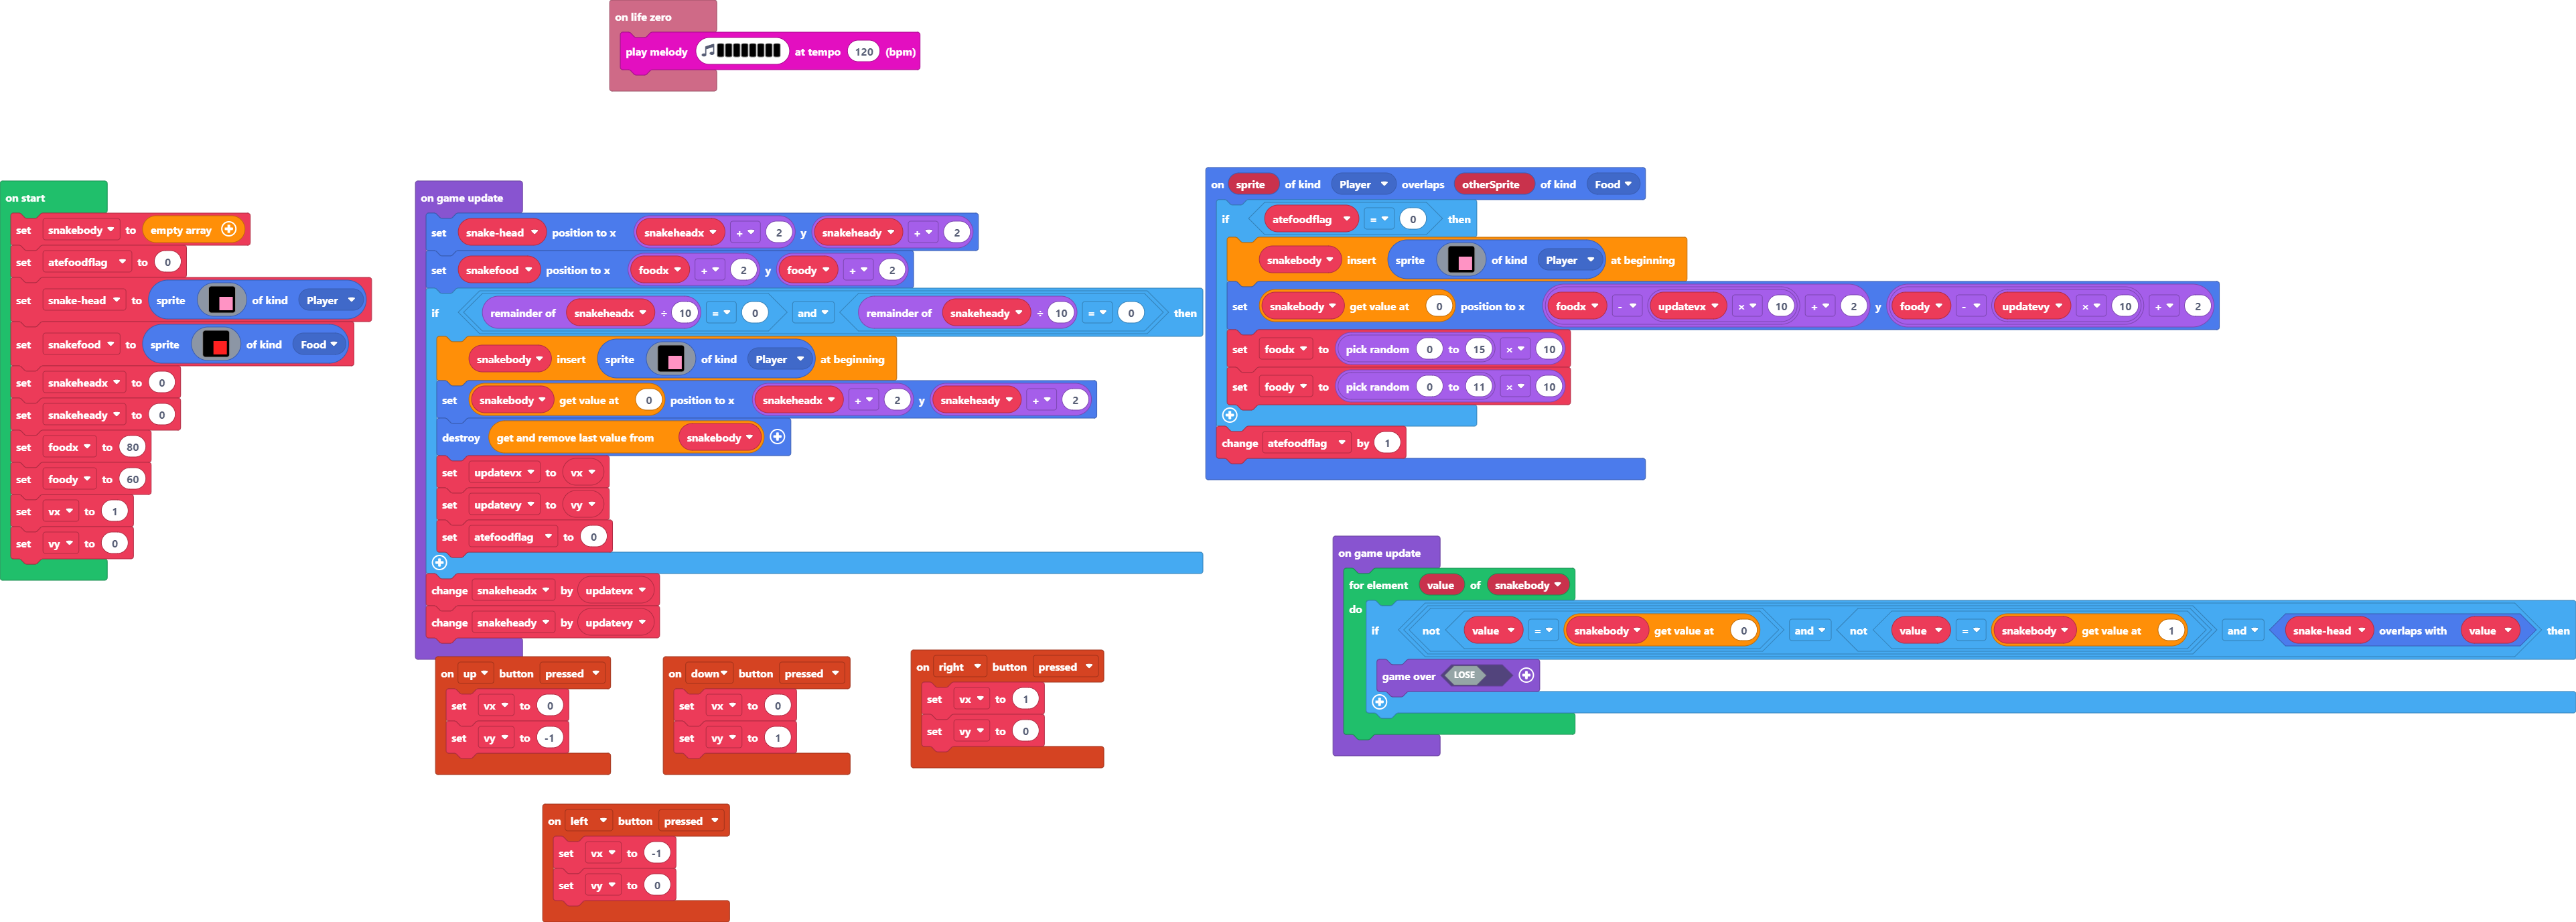 on life zero
play melody at tempo 120 (bpm)
on start
set snakebody to empty array
set atefoodflag to 0
set snake-head to sprite of kind Player
set snakefood to sprite of kind Food
set snakeheadx to 0
set snakeheady to 0
set foodx to 80
set foody to 60
set vx to 1
set vy to 0
on game update
set snake-head position to x snakeheadx + 2 y snakeheady + 2
set snakefood position to x foodx + 2 y foody + 2
if remainder of snakeheadx ÷ 10 = 0 and remainder of snakeheady ÷ 10 = 0 then
snakebody insert sprite of kind Player at beginning
set snakebody get value at 0 position to x snakeheadx + 2 y snakeheady + 2
destroy get and remove last value from snakebody
set updatevx to vx
set updatevy to vy
set atefoodflag to 0
change snakeheadx by updatevx
change snakeheady by updatevy
on sprite of kind Player overlaps otherSprite of kind Food
if atefoodflag = 0 then
snakebody insert sprite of kind Player at beginning
set snakebody get value at 0 position to x foodx - updatevx × 10 + 2 y foody - updatevy × 10 + 2
set foodx to pick random 0 to 15 × 10
set foody to pick random 0 to 11 × 10
change atefoodflag by 1
on game update
for element value of snakebody
do
if not value = snakebody get value at 0 and not value = snakebody get value at 1 and snake-head overlaps with value then
game over LOSE
on up button pressed
set vx to 0
set vy to -1
on down button pressed
set vx to 0
set vy to 1
on right button pressed
set vx to 1
set vy to 0
on left button pressed
set vx to -1
set vy to 0